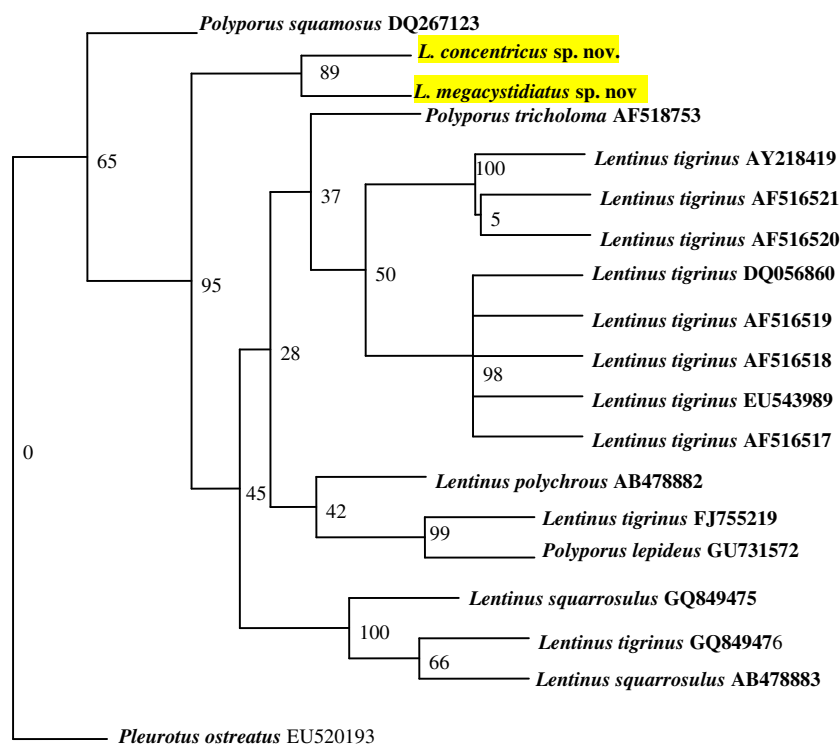 Polyporus squamosus DQ267123
L. concentricus sp. nov.
89
L. megacystidiatus sp. nov
Polyporus tricholoma AF518753
Lentinus tigrinus AY218419
65
100
37
Lentinus tigrinus AF516521
5
Lentinus tigrinus AF516520
50
Lentinus tigrinus DQ056860
95
Lentinus tigrinus AF516519
28
Lentinus tigrinus AF516518
98
Lentinus tigrinus EU543989
Lentinus tigrinus AF516517
0
Lentinus polychrous AB478882
45
42
Lentinus tigrinus FJ755219
99
Polyporus lepideus GU731572
Lentinus squarrosulus GQ849475
100
Lentinus tigrinus GQ849476
66
Lentinus squarrosulus AB478883
Pleurotus ostreatus EU520193